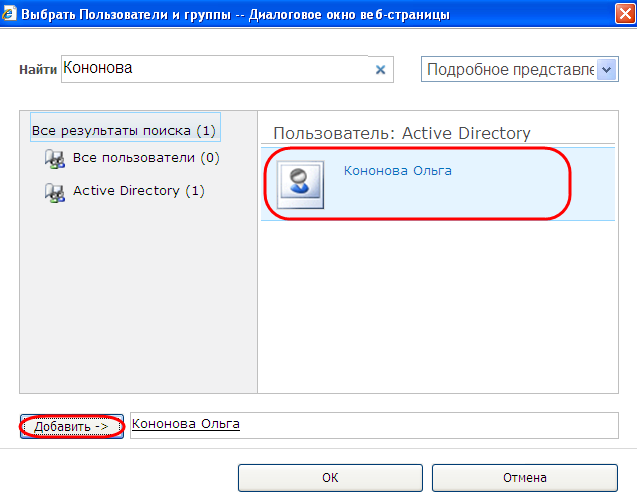 Выбрать Пользователи и группы -- Диалоговое окно веб-страницы
Найти Кононова Подробное представле
Все результаты поиска (1)
Все пользователи (0)
Active Directory (1)
Пользователь: Active Directory
Кононова Ольга
Добавить -> Кононова Ольга
ОК Отмена